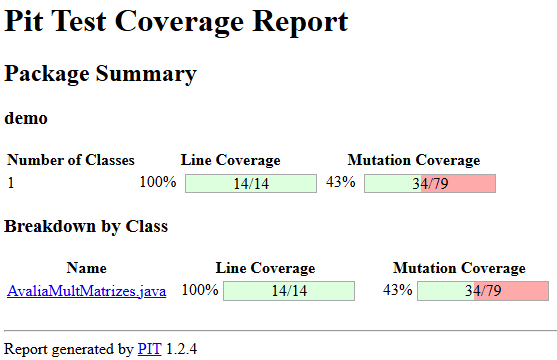 Pit Test Coverage Report
Package Summary
demo
Number of Classes Line Coverage Mutation Coverage
1 100% 14/14 43% 34/79
Breakdown by Class
Name Line Coverage Mutation Coverage
AvaliaMultMatrizes.java 100% 14/14 43% 34/79
Report generated by PIT 1.2.4